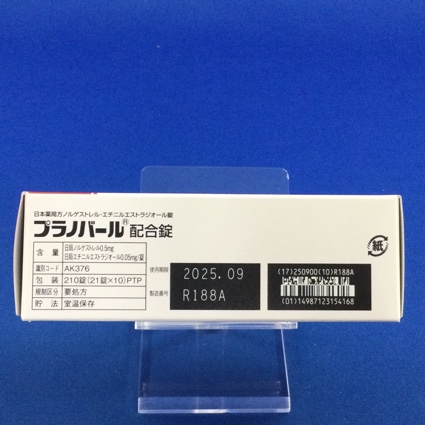 日本薬局方ノルゲストレル・エチニルエストラジオール錠
プラノバール® 配合錠
含量 日局ノルゲストレル0.5mg
日局エチニルエストラジオール0.05mg/錠
識別コード AK376
包装 210錠(21錠×10)PTP
規制区分 要処方
貯法 室温保存
使用期限 2025.09
製造番号 R188A
(17)250900(10)R188A
(01)14987123154168
紙